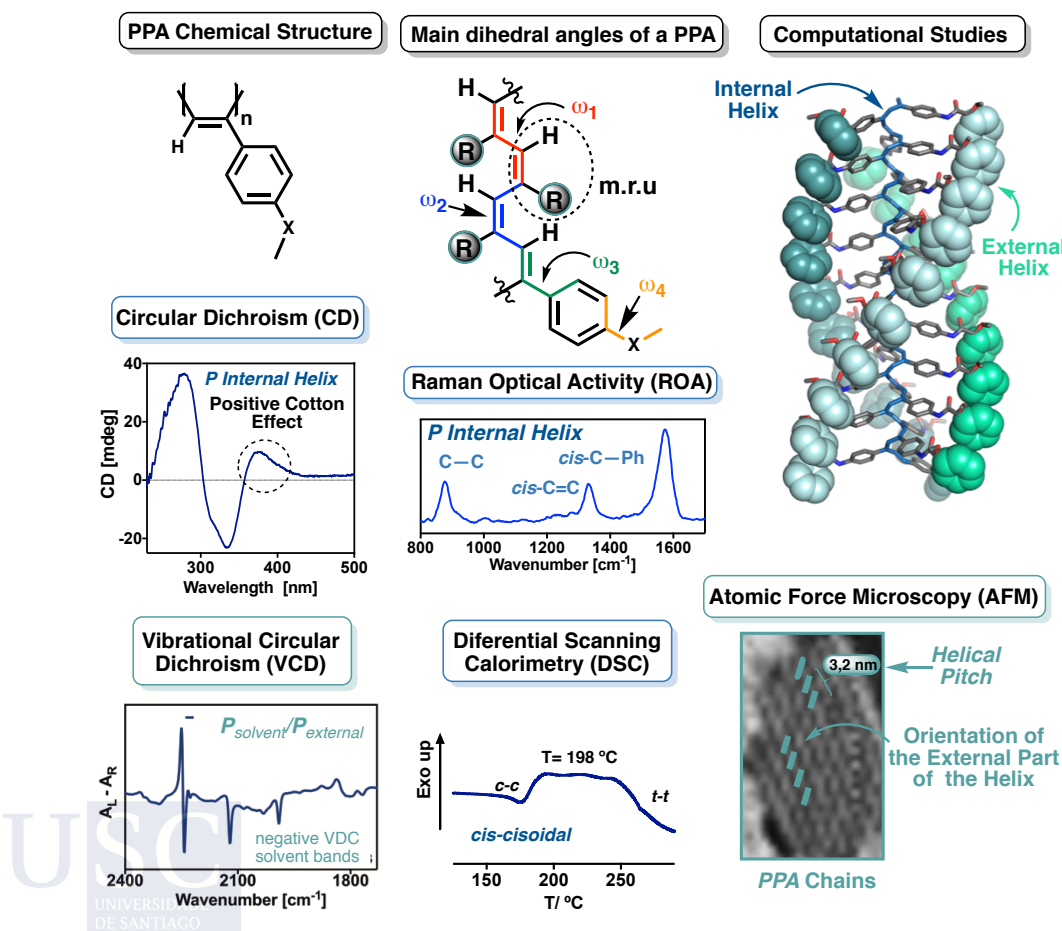 PPA Chemical Structure
n
H
X
Main dihedral angles of a PPA
H
ω1
H
R
H
m.r.u
R
ω2
H
R
ω3
ω4
X
Computational Studies
Internal
Helix
External
Helix
Circular Dichroism (CD)
40
20
0
-20
CD [mdeg]
P Internal Helix
Positive Cotton
Effect
300
400
500
Wavelength [nm]
Raman Optical Activity (ROA)
P Internal Helix
C—C
cis-C—Ph
cis-C=C
800
1000
1200
1400
1600
Wavenumber [cm-1]
Vibrational Circular
Dichroism (VCD)
Psolvent/Pexternal
AL - AR
negative VDC
solvent bands
2400
2100
1800
Wavenumber [cm-1]
Diferential Scanning
Calorimetry (DSC)
Exo up
T= 198 ºC
c-c
t-t
cis-cisoidal
150
200
250
T/ ºC
Atomic Force Microscopy (AFM)
3,2 nm
Helical
Pitch
Orientation of
the External Part
of the Helix
PPA Chains
USC
UNIVERSIDADE
DE SANTIAGO